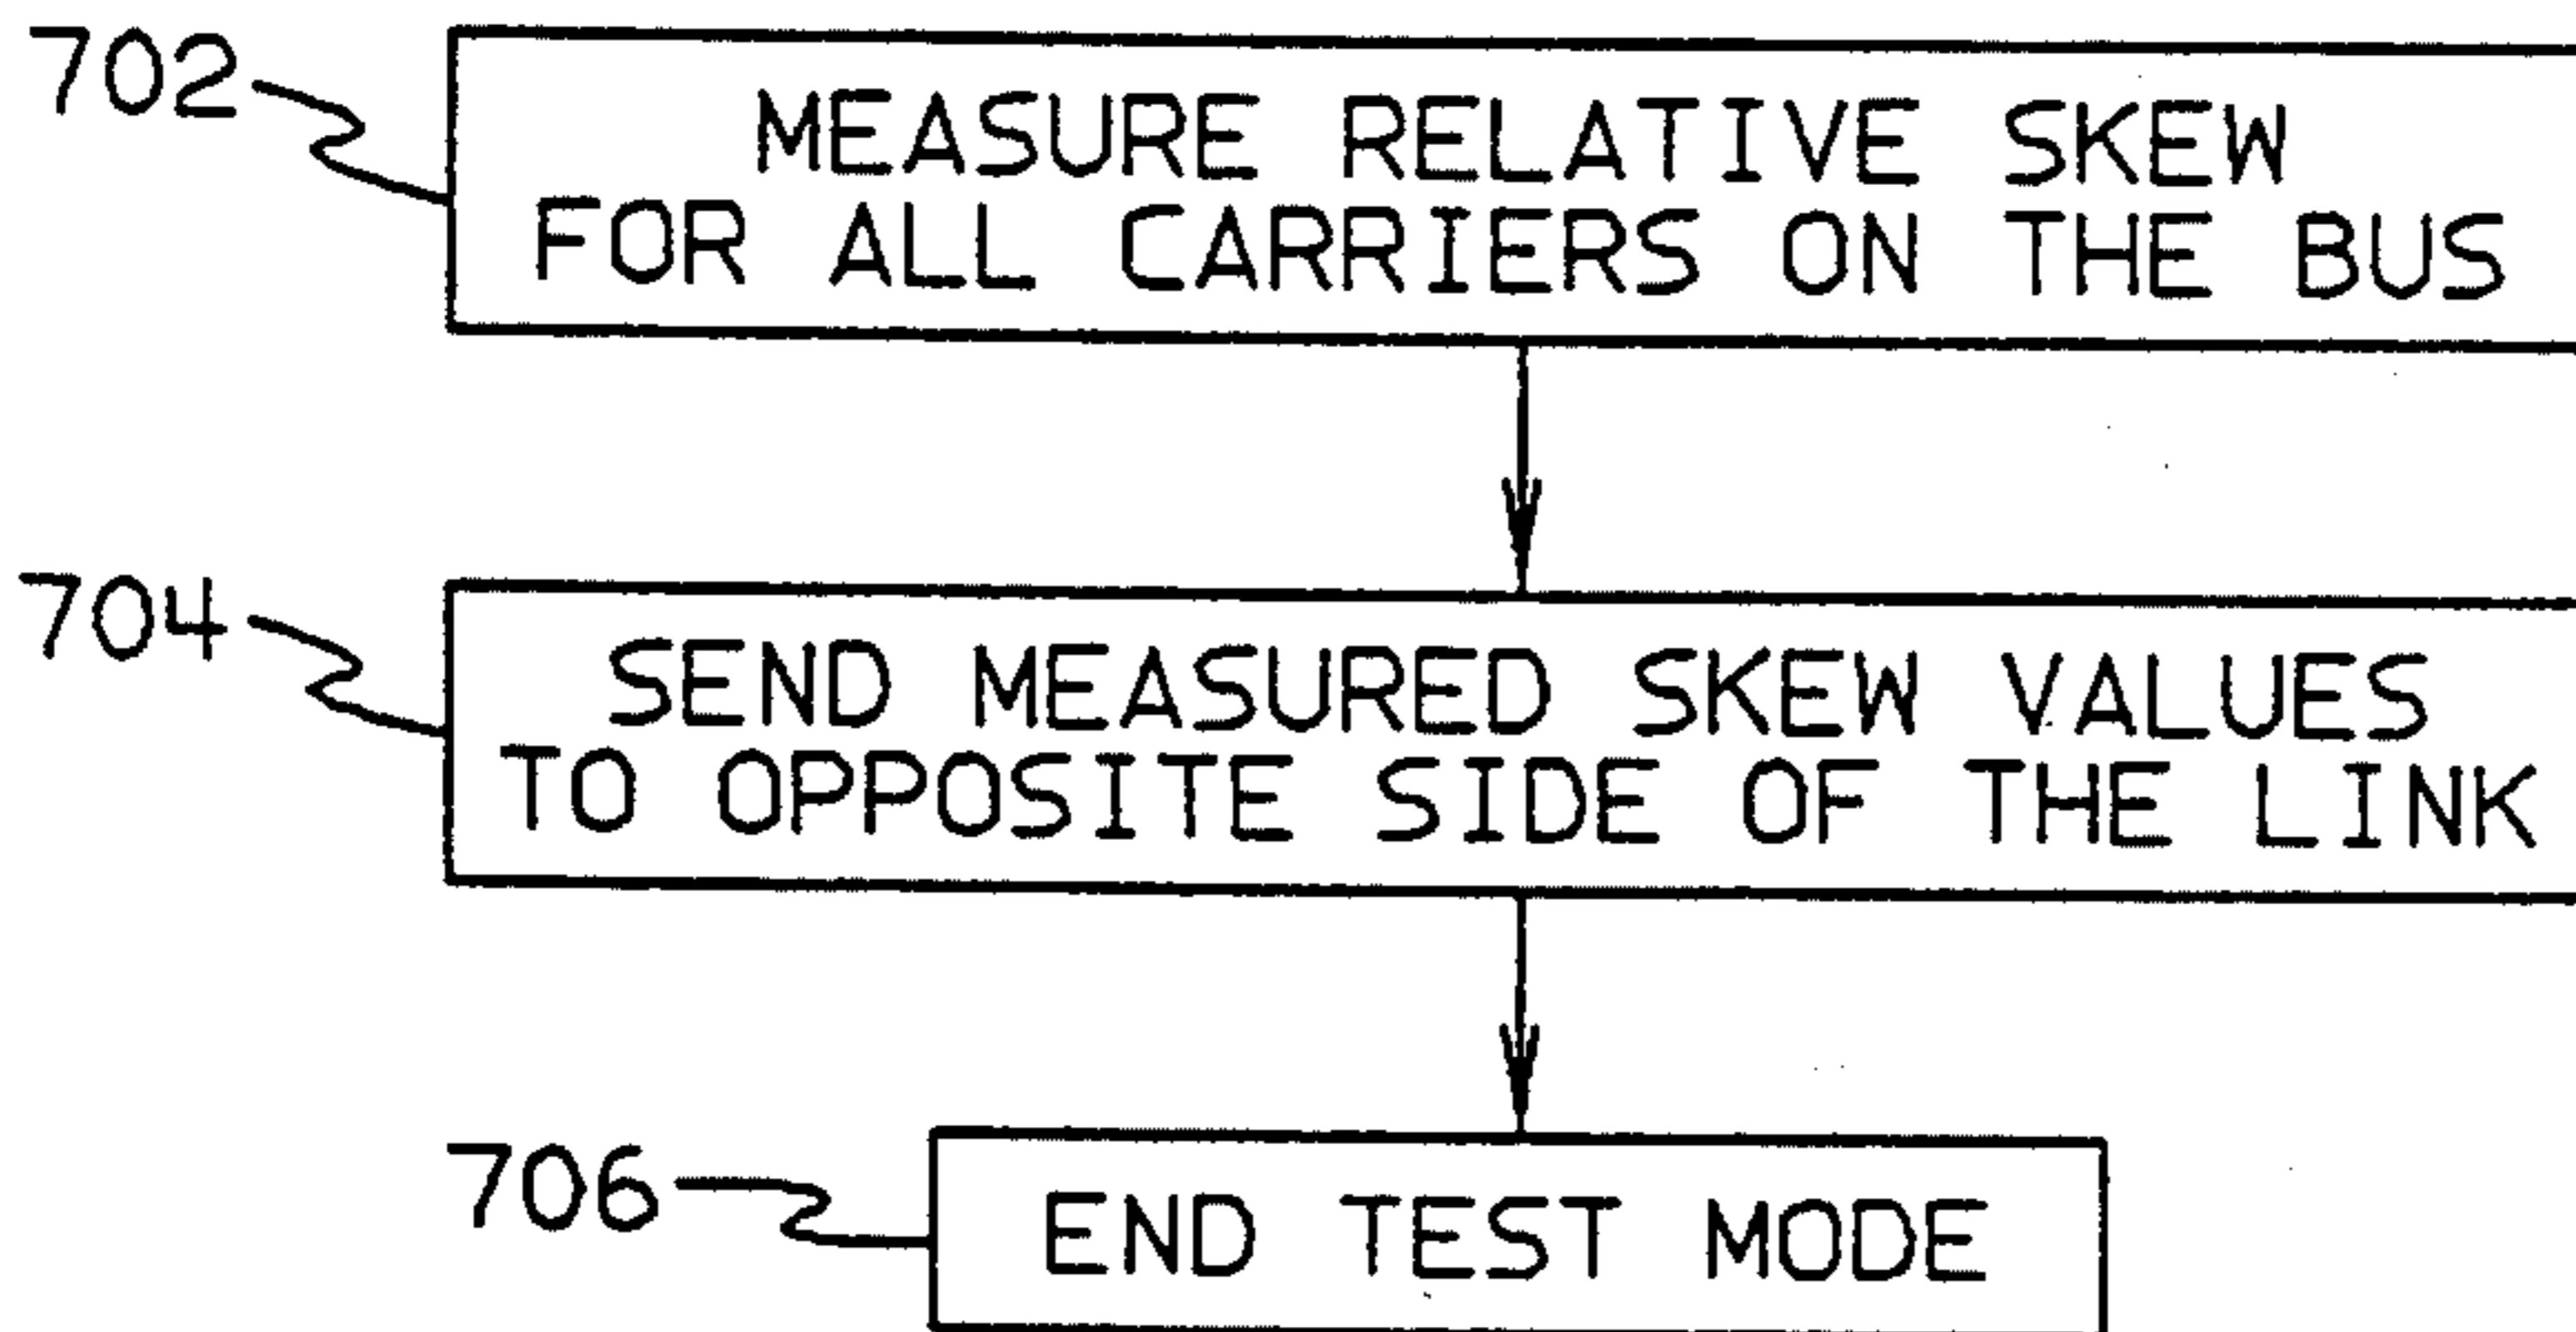 702
MEASURE RELATIVE SKEW
FOR ALL CARRIERS ON THE BUS
704
SEND MEASURED SKEW VALUES
TO OPPOSITE SIDE OF THE LINK
706
END TEST MODE